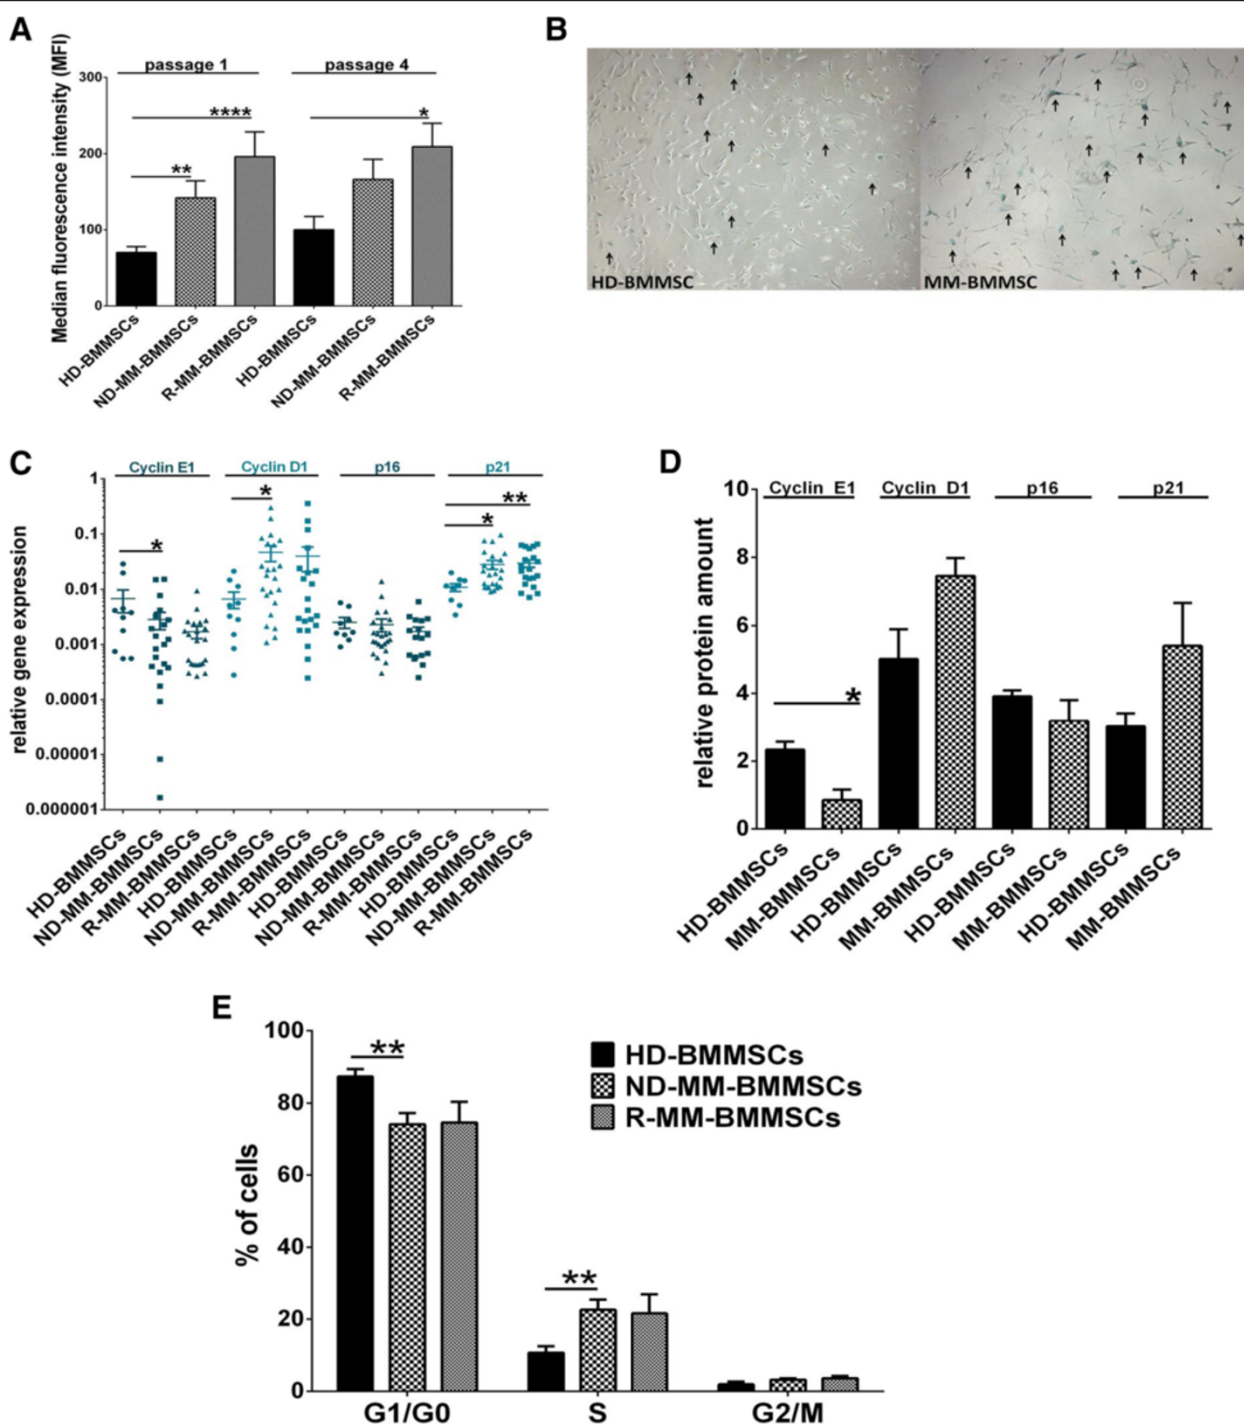 A
Median fluorescence intensity (MFI)
passage 1
passage 4
300
200
100
0
****
**
*
HD-BMMSCs
ND-MM-BMMSCs
R-MM-BMMSCs
HD-BMMSCs
ND-MM-BMMSCs
R-MM-BMMSCs
B
HD-BMMSC
MM-BMMSC
C
relative gene expression
Cyclin E1
Cyclin D1
p16
p21
1
0.1
0.01
0.001
0.0001
0.00001
0.000001
*
*
**
*
HD-BMMSCs
ND-MM-BMMSCs
R-MM-BMMSCs
HD-BMMSCs
ND-MM-BMMSCs
R-MM-BMMSCs
HD-BMMSCs
ND-MM-BMMSCs
R-MM-BMMSCs
HD-BMMSCs
ND-MM-BMMSCs
R-MM-BMMSCs
D
relative protein amount
Cyclin E1
Cyclin D1
p16
p21
10
8
6
4
2
0
*
HD-BMMSCs
MM-BMMSCs
HD-BMMSCs
MM-BMMSCs
HD-BMMSCs
MM-BMMSCs
HD-BMMSCs
MM-BMMSCs
E
% of cells
100
80
60
40
20
0
**
**
HD-BMMSCs
ND-MM-BMMSCs
R-MM-BMMSCs
G1/G0
S
G2/M